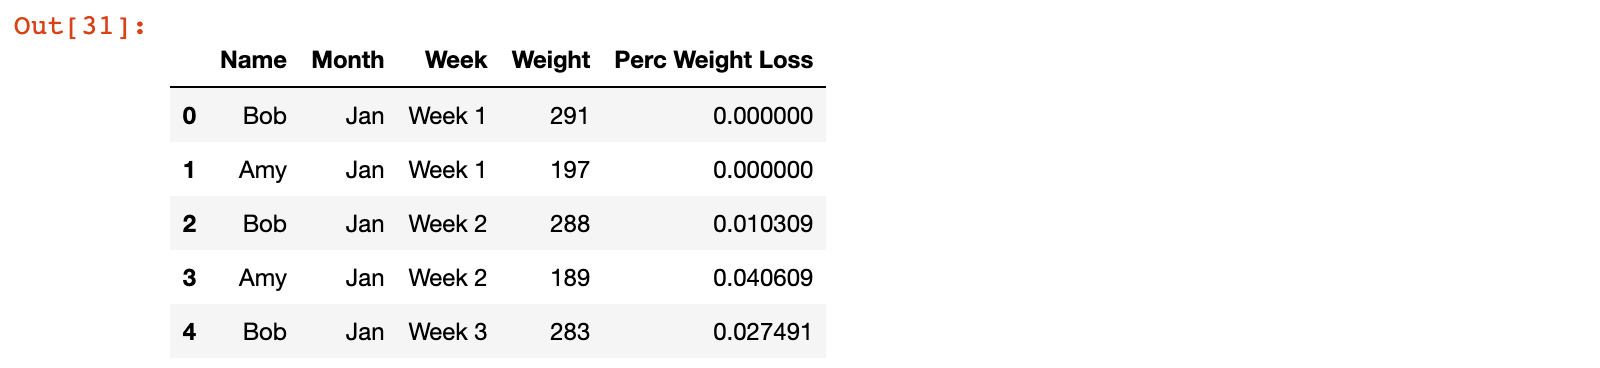 Out[31]:
Name Month Week Weight Perc Weight Loss
0 Bob Jan Week 1 291 0.000000
1 Amy Jan Week 1 197 0.000000
2 Bob Jan Week 2 288 0.010309
3 Amy Jan Week 2 189 0.040609
4 Bob Jan Week 3 283 0.027491